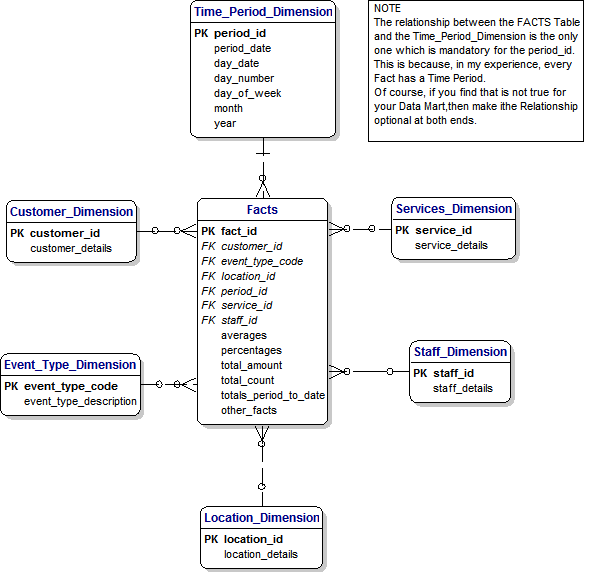 Time_Period_Dimension
PK period_id
period_date
day_date
day_number
day_of_week
month
year
NOTE
The relationship between the FACTS Table
and the Time_Period_Dimension is the only
one which is mandatory for the period_id.
This is because, in my experience, every
Fact has a Time Period.
Of course, if you find that is not true for
your Data Mart,then make ithe Relationship
optional at both ends.
Customer_Dimension
PK customer_id
customer_details
Facts
PK fact_id
FK customer_id
FK event_type_code
FK location_id
FK period_id
FK service_id
FK staff_id
averages
percentages
total_amount
total_count
totals_period_to_date
other_facts
Services_Dimension
PK service_id
service_details
Event_Type_Dimension
PK event_type_code
event_type_description
Staff_Dimension
PK staff_id
staff_details
Location_Dimension
PK location_id
location_details